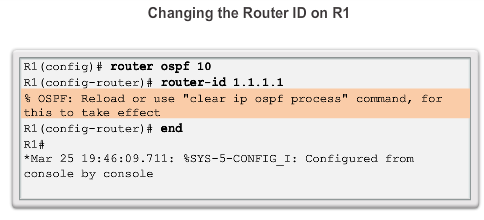 Changing the Router ID on R1
R1(config)# router ospf 10
R1(config-router)# router-id 1.1.1.1
% OSPF: Reload or use "clear ip ospf process" command, for
this to take effect
R1(config-router)# end
R1#
*Mar 25 19:46:09.711: %SYS-5-CONFIG_I: Configured from
console by console